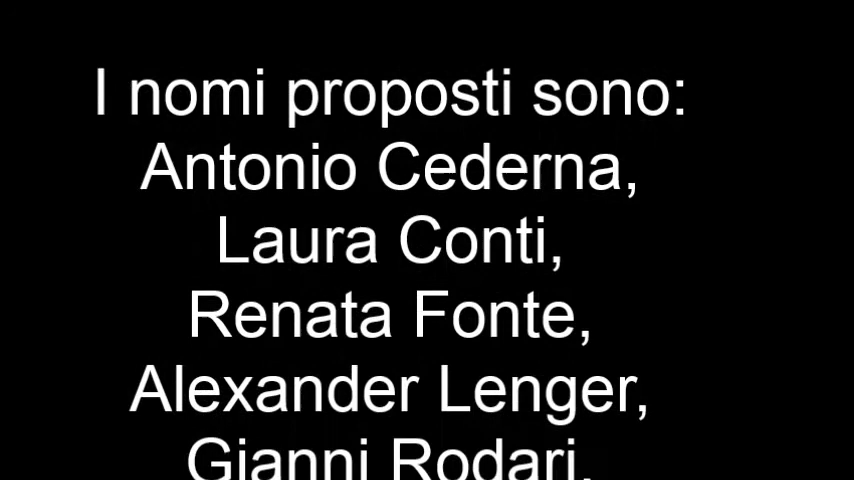 I nomi proposti sono:
Antonio Cederna,
Laura Conti,
Renata Fonte,
Alexander Lenger,
Gianni Rodari,